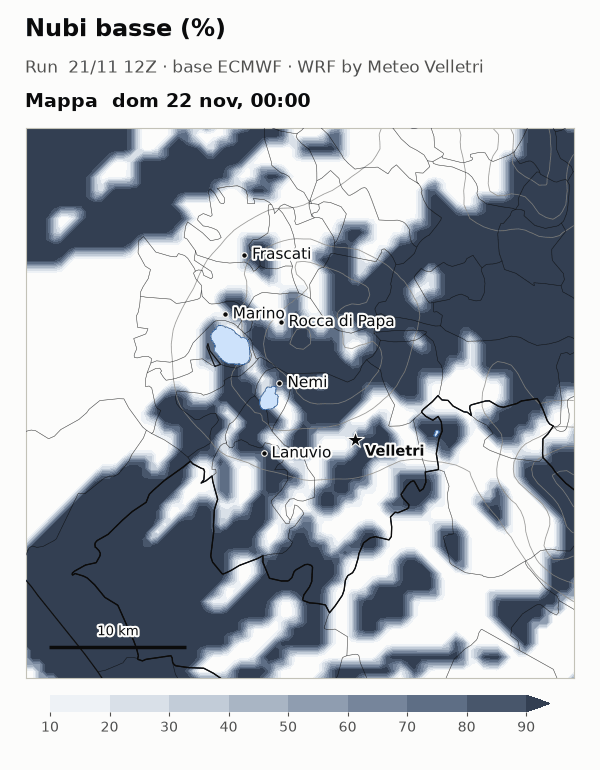 Nubi basse (%)
Run  21/11 12Z · base ECMWF · WRF by Meteo Velletri
Mappa  dom 22 nov, 00:00
Frascati
Marino
Rocca di Papa
Nemi
Velletri
Lanuvio
10 km
10 20 30 40 50 60 70 80 90